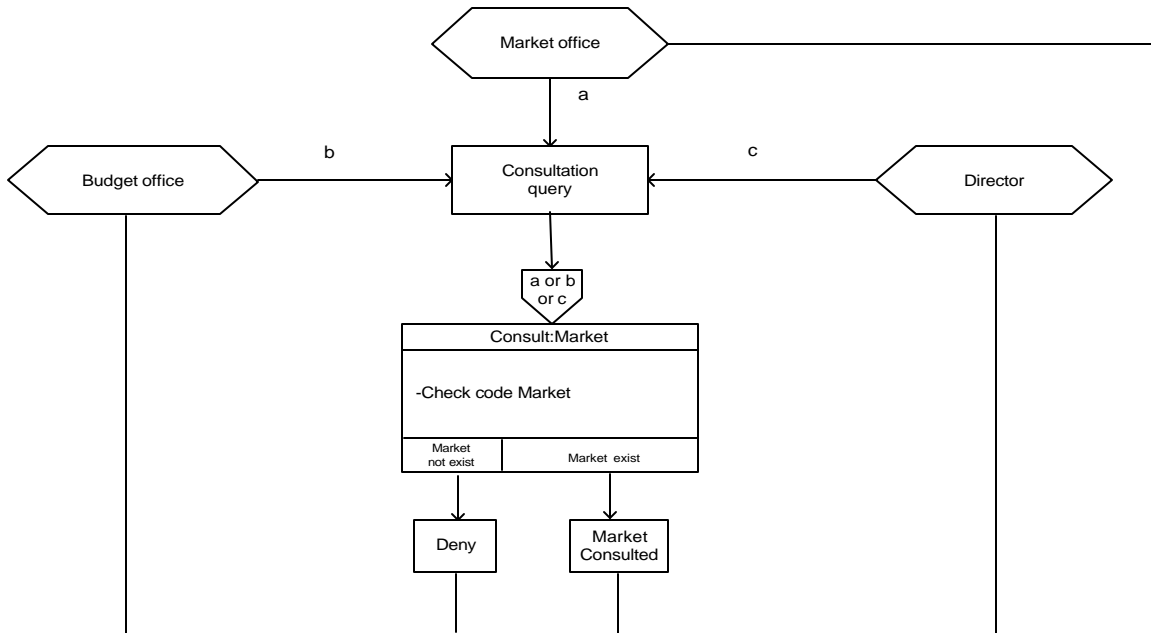 Market office
a
b
c
Budget office
Consultation
query
Director
a or b
or c
Consult:Market
-Check code Market
Market
not exist
Market exist
Deny
Market
Consulted